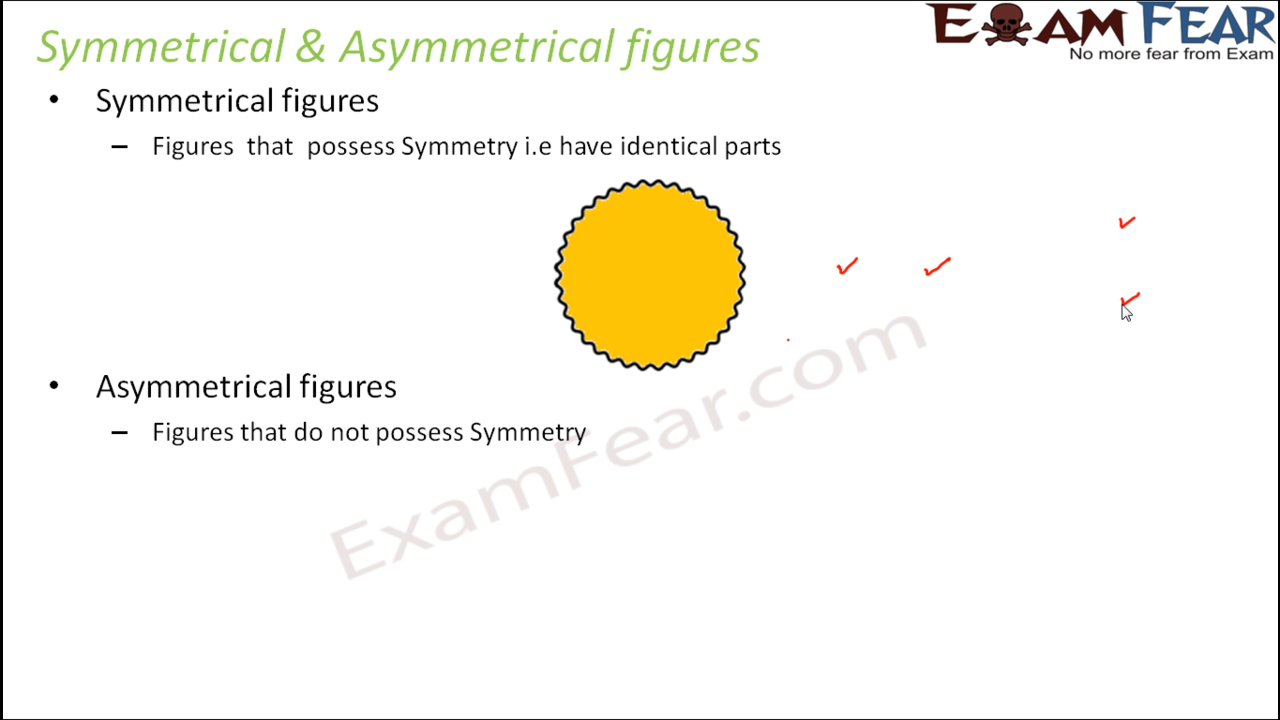 Symmetrical & Asymmetrical figures
EXAM FEAR
No more fear from Exam
• Symmetrical figures
– Figures that possess Symmetry i.e have identical parts
• Asymmetrical figures
– Figures that do not possess Symmetry
ExamFear.com